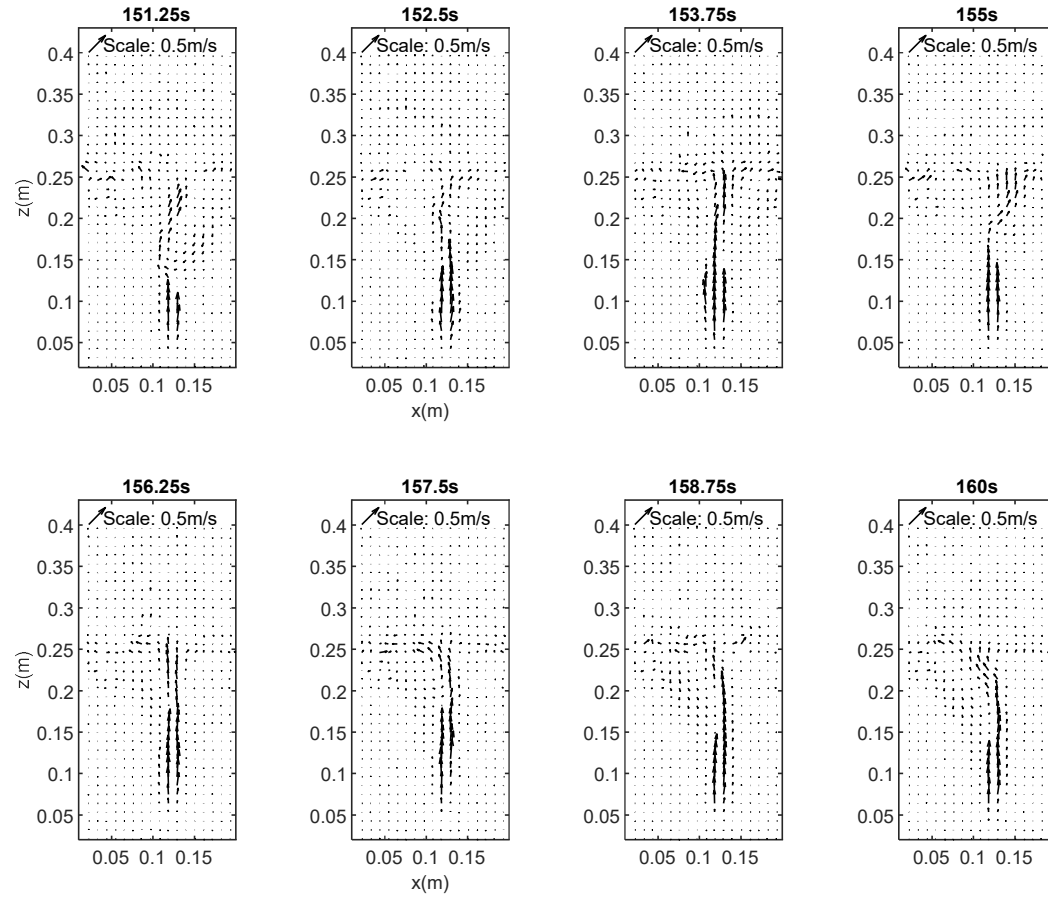 151.25s
152.5s
153.75s
155s
Scale: 0.5m/s
Scale: 0.5m/s
Scale: 0.5m/s
Scale: 0.5m/s
0.4 0.4 0.4 0.4
0.35 0.35 0.35 0.35
0.3 0.3 0.3 0.3
z(m)
0.25 0.25 0.25 0.25
0.2 0.2 0.2 0.2
0.15 0.15 0.15 0.15
0.1 0.1 0.1 0.1
0.05 0.05 0.05 0.05
0.05 0.1 0.15 0.05 0.1 0.15 0.05 0.1 0.15 0.05 0.1 0.15
x(m)
156.25s
157.5s
158.75s
160s
Scale: 0.5m/s
Scale: 0.5m/s
Scale: 0.5m/s
Scale: 0.5m/s
0.4 0.4 0.4 0.4
0.35 0.35 0.35 0.35
0.3 0.3 0.3 0.3
z(m)
0.25 0.25 0.25 0.25
0.2 0.2 0.2 0.2
0.15 0.15 0.15 0.15
0.1 0.1 0.1 0.1
0.05 0.05 0.05 0.05
0.05 0.1 0.15 0.05 0.1 0.15 0.05 0.1 0.15 0.05 0.1 0.15
x(m)